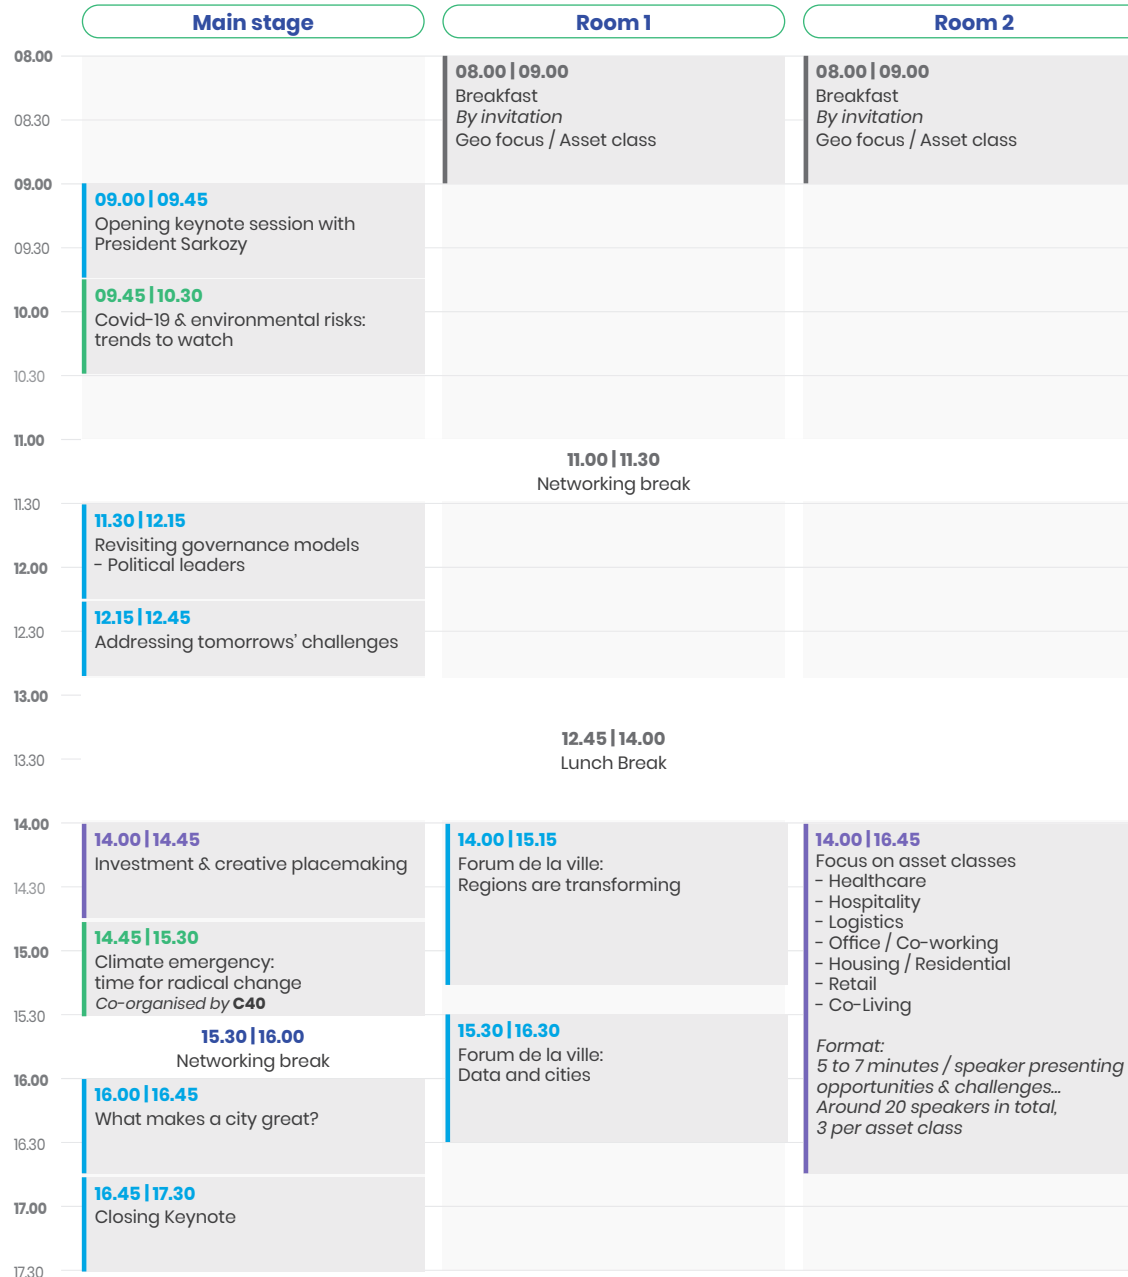 Main stage
Room 1
Room 2
08.00
08.00 | 09.00
Breakfast
By invitation
Geo focus / Asset class
08.00 | 09.00
Breakfast
By invitation
Geo focus / Asset class
08.30
09.00
09.00 | 09.45
Opening keynote session with
President Sarkozy
09.30
09.45 | 10.30
Covid-19 & environmental risks:
trends to watch
10.00
10.30
11.00
11.00 | 11.30
Networking break
11.30
11.30 | 12.15
Revisiting governance models
- Political leaders
12.00
12.15 | 12.45
Addressing tomorrows' challenges
12.30
13.00
12.45 | 14.00
Lunch Break
13.30
14.00
14.00 | 14.45
Investment & creative placemaking
14.30
14.45 | 15.30
Climate emergency:
time for radical change
Co-organised by C40
15.00
15.30
15.30 | 16.00
Networking break
16.00
16.00 | 16.45
What makes a city great?
16.30
16.45 | 17.30
Closing Keynote
17.00
17.30
14.00 | 15.15
Forum de la ville:
Regions are transforming
15.30 | 16.30
Forum de la ville:
Data and cities
14.00 | 16.45
Focus on asset classes
- Healthcare
- Hospitality
- Logistics
- Office / Co-working
- Housing / Residential
- Retail
- Co-Living
Format:
5 to 7 minutes / speaker presenting
opportunities & challenges...
Around 20 speakers in total,
3 per asset class